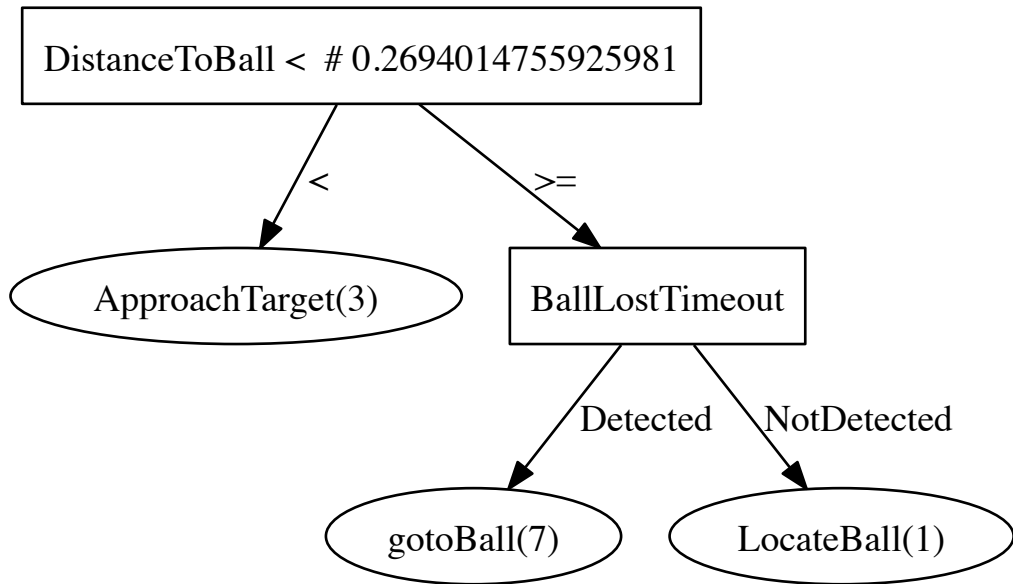 DistanceToBall < # 0.2694014755925981
<
>=
ApproachTarget(3)
BallLostTimeout
Detected
NotDetected
gotoBall(7)
LocateBall(1)